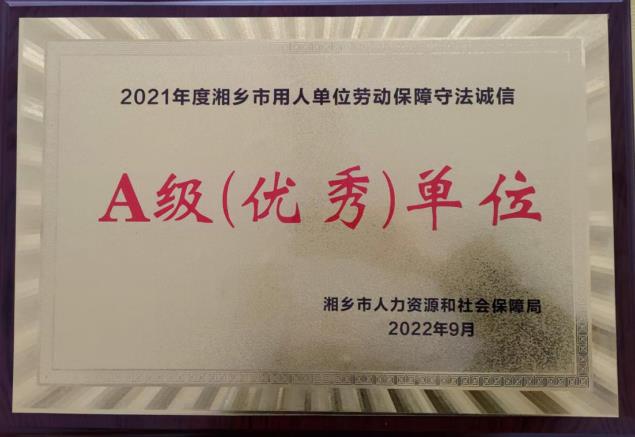 2021年度湘乡市用人单位劳动保障守法诚信
A级(优秀)单位
湘乡市人力资源和社会保障局
2022年9月